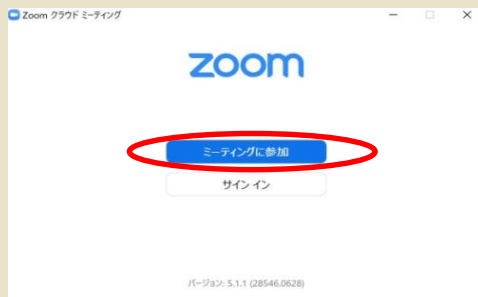 Zoom クラウド ミーティング
zoom
ミーティングに参加
サイン イン
バージョン: 5.1.1 (28546.0628)